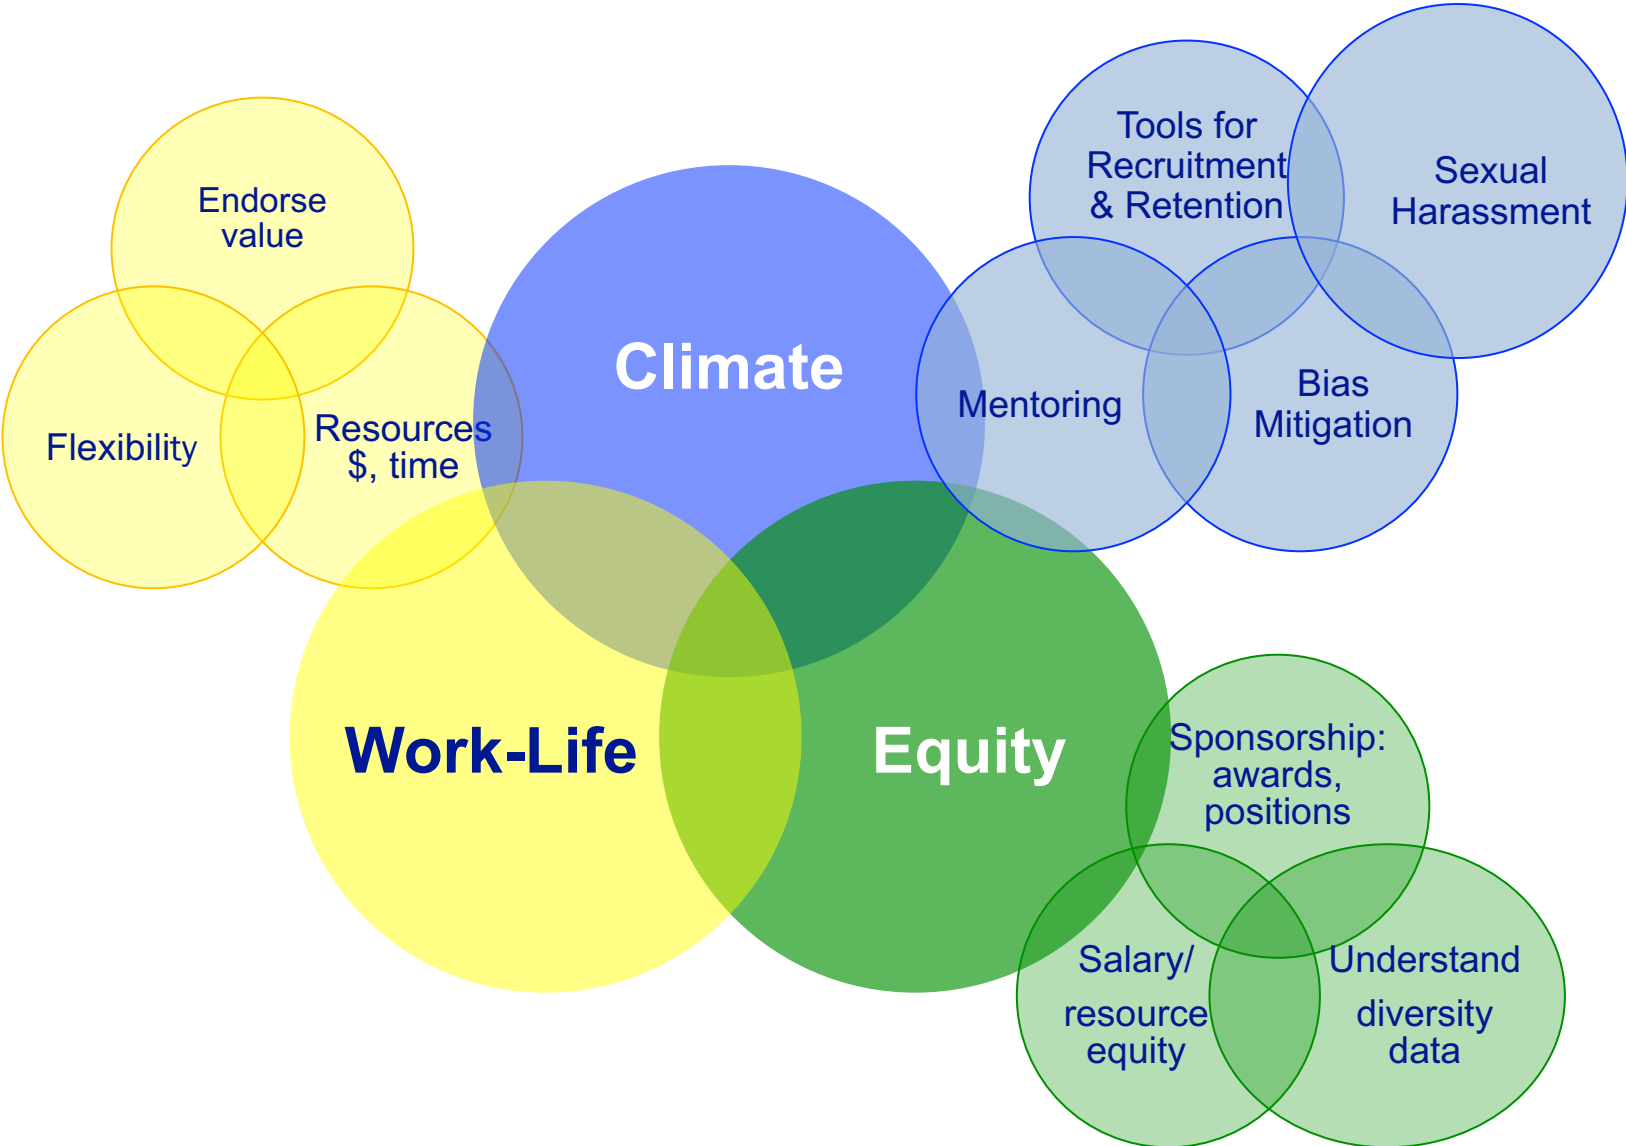 Endorse
value
Flexibility
Resources
$, time
Climate
Tools for
Recruitment
& Retention
Sexual
Harassment
Mentoring
Bias
Mitigation
Work-Life
Equity
Sponsorship:
awards,
positions
Salary/
resource
equity
Understand
diversity
data